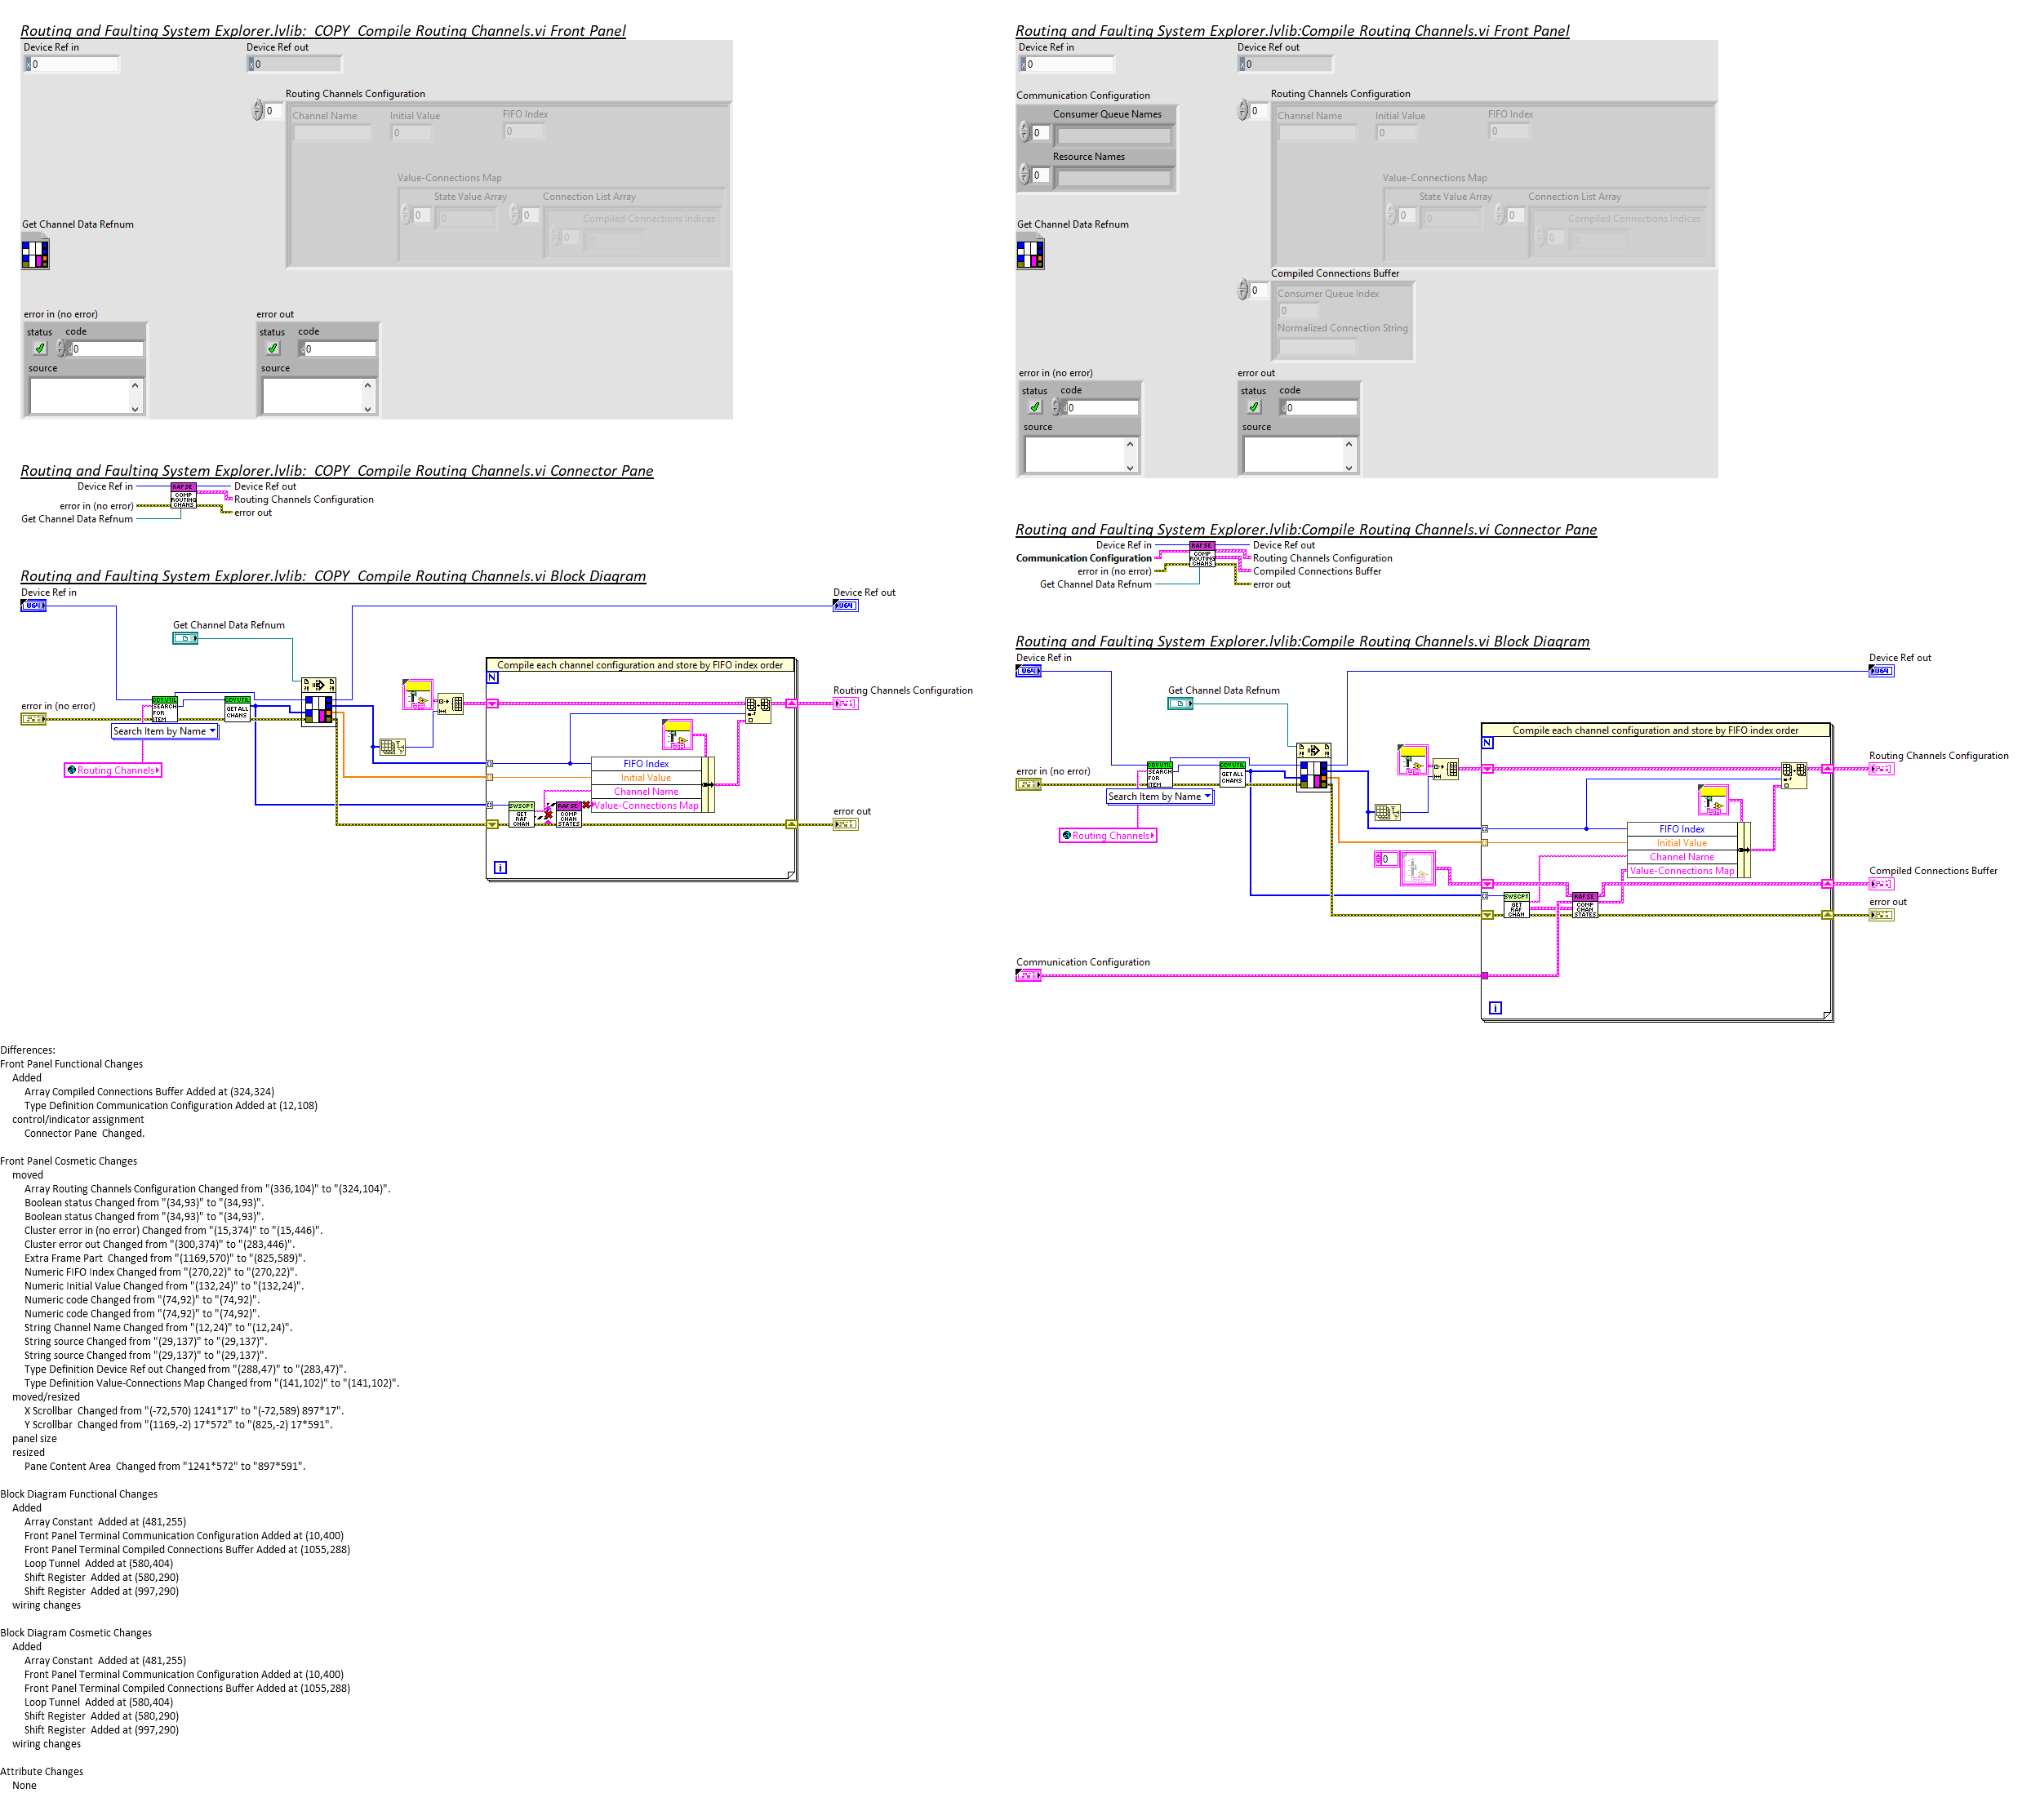 Routing and Faulting System Explorer.lvlib:_COPY_Compile Routing Channels.vi Front Panel
Device Ref in
Device Ref out
0
0
Routing Channels Configuration
0
Channel Name
Initial Value
FIFO Index
0
0
Value-Connections Map
State Value Array
Connection List Array
0
0
0
Compiled Connections Indices
0
Get Channel Data Refnum
error in (no error)
error out
status
code
status
code
0
0
source
source
Routing and Faulting System Explorer.lvlib:_COPY_Compile Routing Channels.vi Connector Pane
Device Ref in
Device Ref out
RAFSE
COMP
ROUTING
CHANS
Routing Channels Configuration
error in (no error)
error out
Get Channel Data Refnum
Routing and Faulting System Explorer.lvlib:_COPY_Compile Routing Channels.vi Block Diagram
Device Ref in
Device Ref out
U64
U64
Get Channel Data Refnum
Compile each channel configuration and store by FIFO index order
N
Routing Channels Configuration
error in (no error)
SEARCH
FOR
ITEM
GET ALL
CHANS
Search Item by Name
Routing Channels
FIFO Index
Initial Value
Channel Name
Value-Connections Map
SWSOPT
GET
RAF
CHAN
RAFSE
COMP
CHAN
STATES
error out
i
Routing and Faulting System Explorer.lvlib:Compile Routing Channels.vi Front Panel
Device Ref in
Device Ref out
0
0
Communication Configuration
Consumer Queue Names
0
Resource Names
0
Routing Channels Configuration
0
Channel Name
Initial Value
FIFO Index
0
0
Value-Connections Map
State Value Array
Connection List Array
0
0
0
Compiled Connections Indices
0
Get Channel Data Refnum
Compiled Connections Buffer
0
Consumer Queue Index
0
Normalized Connection String
error in (no error)
error out
status
code
status
code
0
0
source
source
Routing and Faulting System Explorer.lvlib:Compile Routing Channels.vi Connector Pane
Device Ref in
Device Ref out
RAFSE
COMP
ROUTING
CHANS
Communication Configuration
Routing Channels Configuration
error in (no error)
Compiled Connections Buffer
Get Channel Data Refnum
error out
Routing and Faulting System Explorer.lvlib:Compile Routing Channels.vi Block Diagram
Device Ref in
Device Ref out
U64
U64
Get Channel Data Refnum
Compile each channel configuration and store by FIFO index order
N
Routing Channels Configuration
error in (no error)
SEARCH
FOR
ITEM
GET ALL
CHANS
Search Item by Name
Routing Channels
FIFO Index
Initial Value
Channel Name
Value-Connections Map
0
SWSOPT
GET
RAF
CHAN
RAFSE
COMP
CHAN
STATES
Compiled Connections Buffer
error out
Communication Configuration
i
Differences:
Front Panel Functional Changes
Added
Array Compiled Connections Buffer Added at (324,324)
Type Definition Communication Configuration Added at (12,108)
control/indicator assignment
Connector Pane  Changed.
Front Panel Cosmetic Changes
moved
Array Routing Channels Configuration Changed from "(336,104)" to "(324,104)".
Boolean status Changed from "(34,93)" to "(34,93)".
Boolean status Changed from "(34,93)" to "(34,93)".
Cluster error in (no error) Changed from "(15,374)" to "(15,446)".
Cluster error out Changed from "(300,374)" to "(283,446)".
Extra Frame Part  Changed from "(1169,570)" to "(825,589)".
Numeric FIFO Index Changed from "(270,22)" to "(270,22)".
Numeric Initial Value Changed from "(132,24)" to "(132,24)".
Numeric code Changed from "(74,92)" to "(74,92)".
Numeric code Changed from "(74,92)" to "(74,92)".
String Channel Name Changed from "(12,24)" to "(12,24)".
String source Changed from "(29,137)" to "(29,137)".
String source Changed from "(29,137)" to "(29,137)".
Type Definition Device Ref out Changed from "(288,47)" to "(283,47)".
Type Definition Value-Connections Map Changed from "(141,102)" to "(141,102)".
moved/resized
X Scrollbar  Changed from "(-72,570) 1241*17" to "(-72,589) 897*17".
Y Scrollbar  Changed from "(1169,-2) 17*572" to "(825,-2) 17*591".
panel size
resized
Pane Content Area  Changed from "1241*572" to "897*591".
Block Diagram Functional Changes
Added
Array Constant  Added at (481,255)
Front Panel Terminal Communication Configuration Added at (10,400)
Front Panel Terminal Compiled Connections Buffer Added at (1055,288)
Loop Tunnel  Added at (580,404)
Shift Register  Added at (580,290)
Shift Register  Added at (997,290)
wiring changes
Block Diagram Cosmetic Changes
Added
Array Constant  Added at (481,255)
Front Panel Terminal Communication Configuration Added at (10,400)
Front Panel Terminal Compiled Connections Buffer Added at (1055,288)
Loop Tunnel  Added at (580,404)
Shift Register  Added at (580,290)
Shift Register  Added at (997,290)
wiring changes
Attribute Changes
None